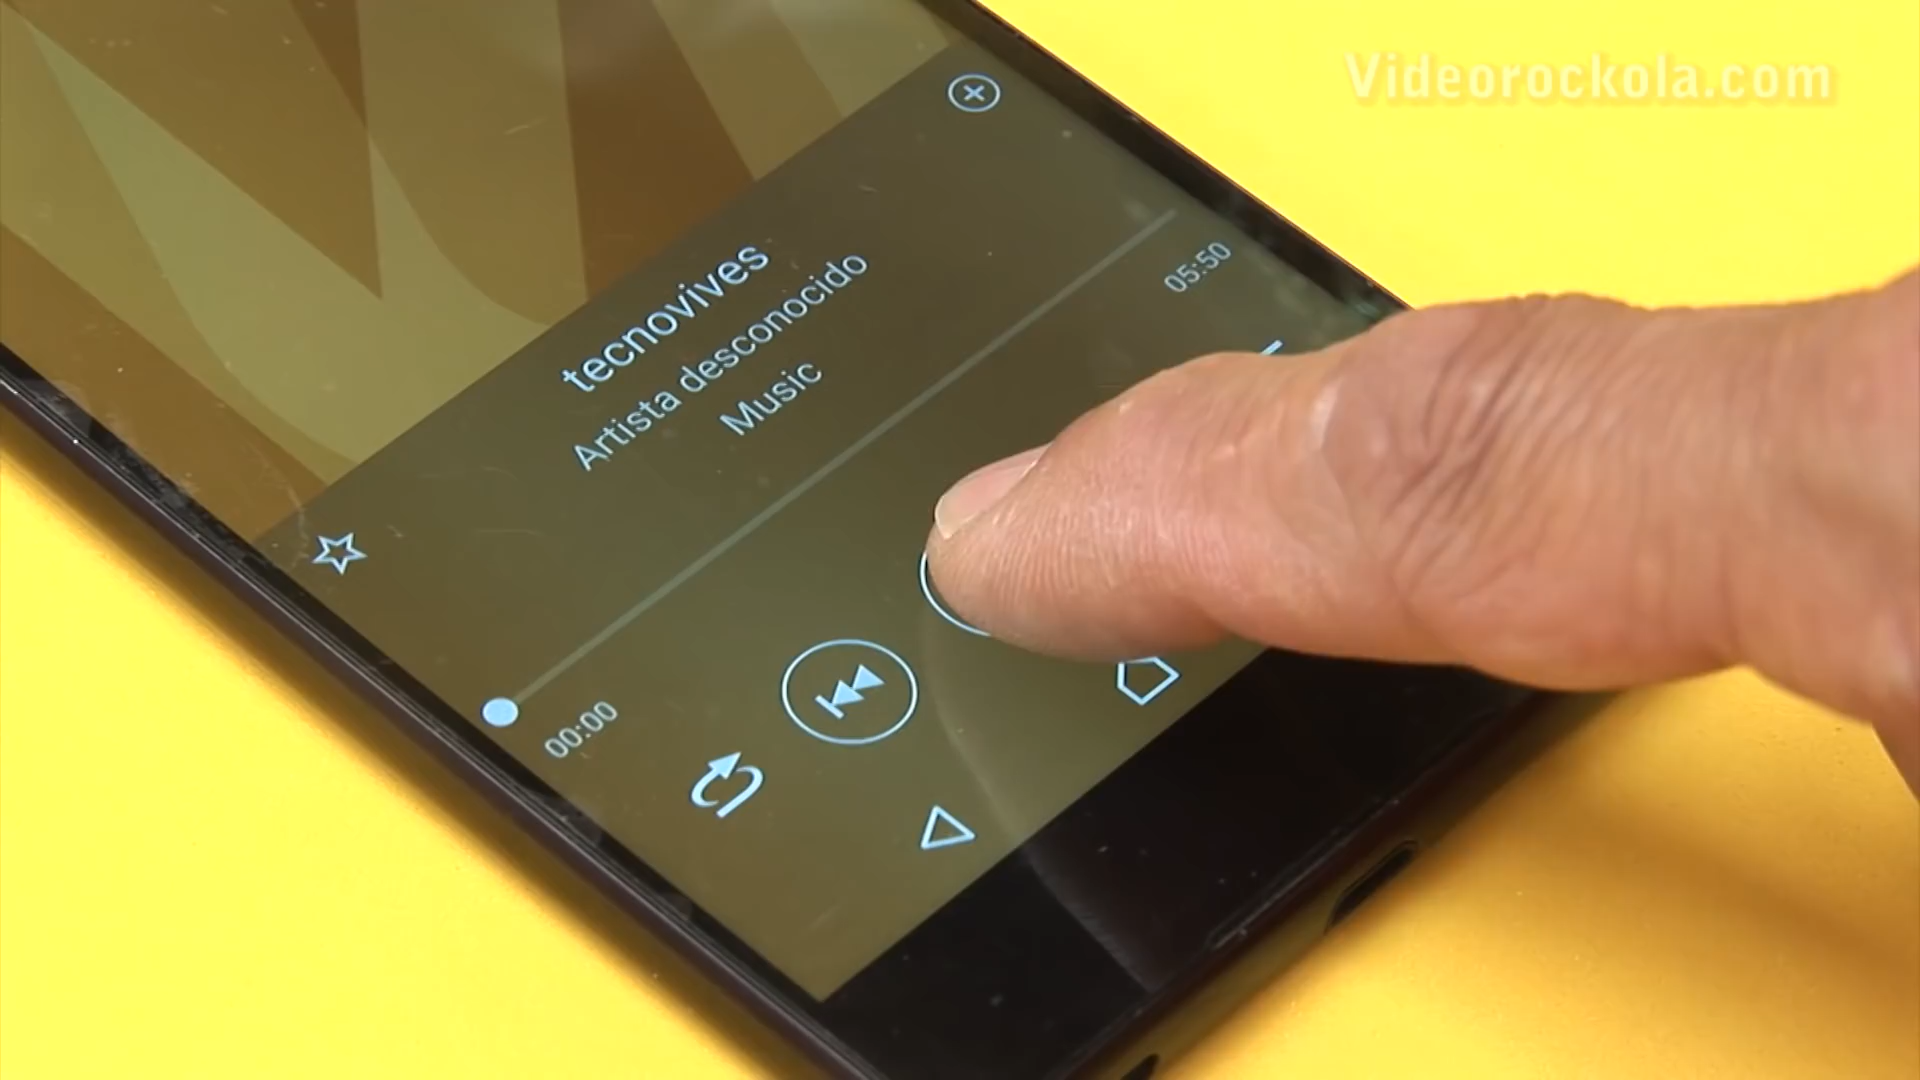 Videorockola.com
tecnovives
Artista desconocido
Music
05:50
00:00